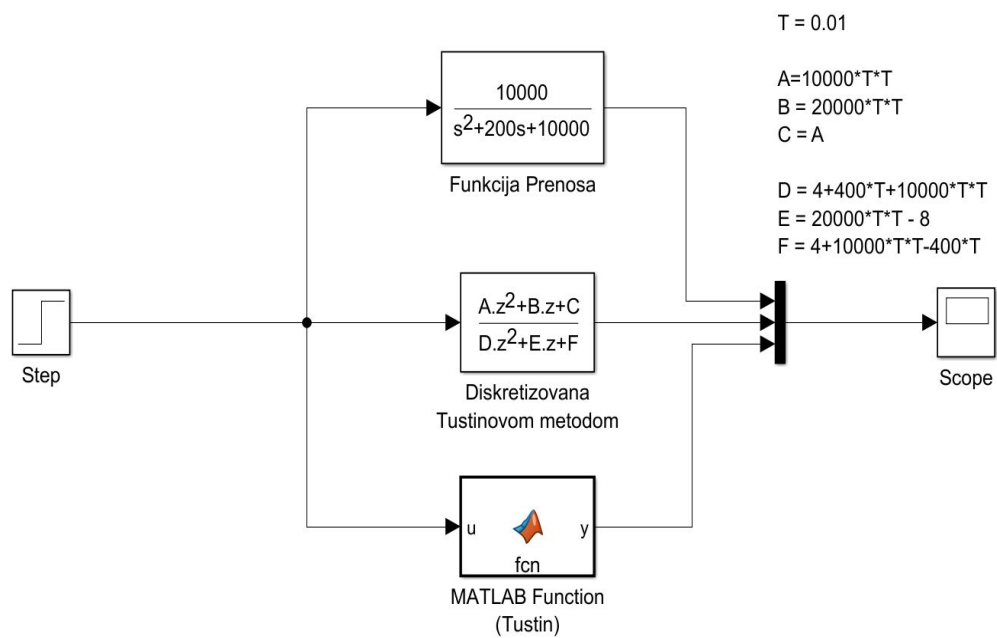 T = 0.01
A=10000*T*T
B = 20000*T*T
C = A
D = 4+400*T+10000*T*T
E = 20000*T*T - 8
F = 4+10000*T*T-400*T
10000
s²+200s+10000
Funkcija Prenosa
Step
A.z²+B.z+C
D.z²+E.z+F
Diskretizovana
Tustinovom metodom
Scope
u
y
fcn
MATLAB Function
(Tustin)